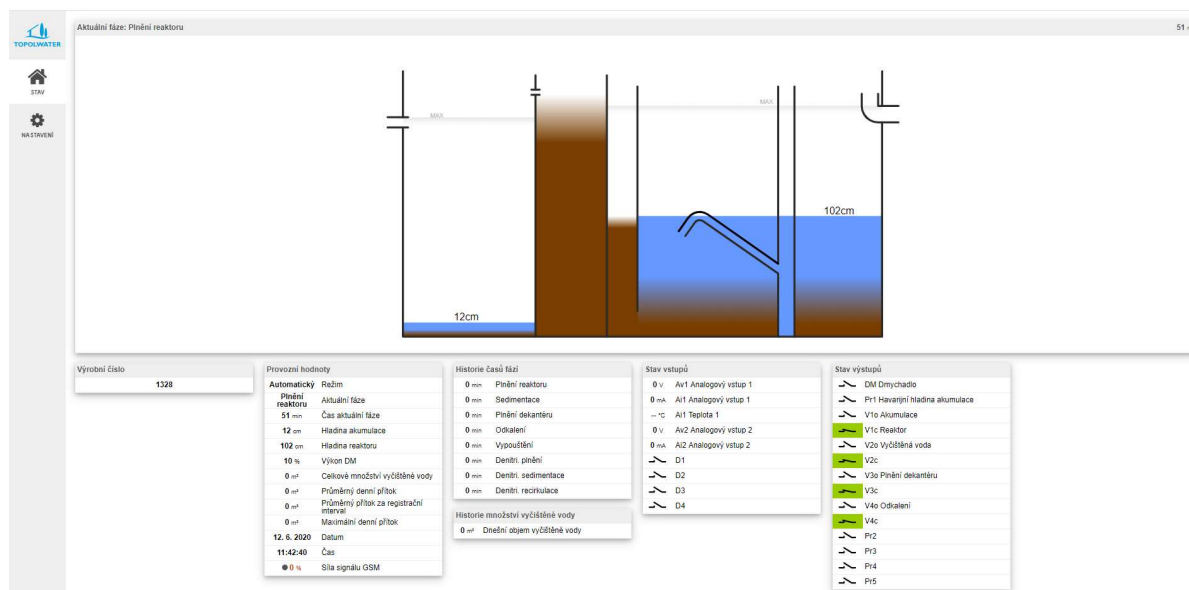 TOPOLWATER
STAV
NASTAVENÍ
Aktuální fáze: Plnění reaktoru
51
MAX
MAX
102cm
12cm
Výrobní číslo
1328
Provozní hodnoty
Automatický Režim
Plnění reaktoru Aktuální fáze
51 min Čas aktuální fáze
12 cm Hladina akumulace
102 cm Hladina reaktoru
10 % Výkon DM
0 m³ Celkové množství vyčištěné vody
0 m³ Průměrný denní přítok
0 m³ Průměrný přítok za registrační
interval
0 m³ Maximální denní přítok
12. 6. 2020 Datum
11:42:40 Čas
0 % Síla signálu GSM
Historie časů fází
0 min Plnění reaktoru
0 min Sedimentace
0 min Plnění dekantéru
0 min Odkalení
0 min Vypouštění
0 min Denitri. plnění
0 min Denitri. sedimentace
0 min Denitri. recirkulace
Historie množství vyčištěné vody
0 m³ Dnešní objem vyčištěné vody
Stav vstupů
0 V Av1 Analogový vstup 1
0 mA Ai1 Analogový vstup 1
-- °C Ai1 Teplota 1
0 V Av2 Analogový vstup 2
0 mA Ai2 Analogový vstup 2
D1
D2
D3
D4
Stav výstupů
DM Dmychadlo
Pr1 Havarijní hladina akumulace
V1o Akumulace
V1c Reaktor
V2o Vyčištěná voda
V2c
V3o Plnění dekantéru
V3c
V4o Odkalení
V4c
Pr2
Pr3
Pr4
Pr5